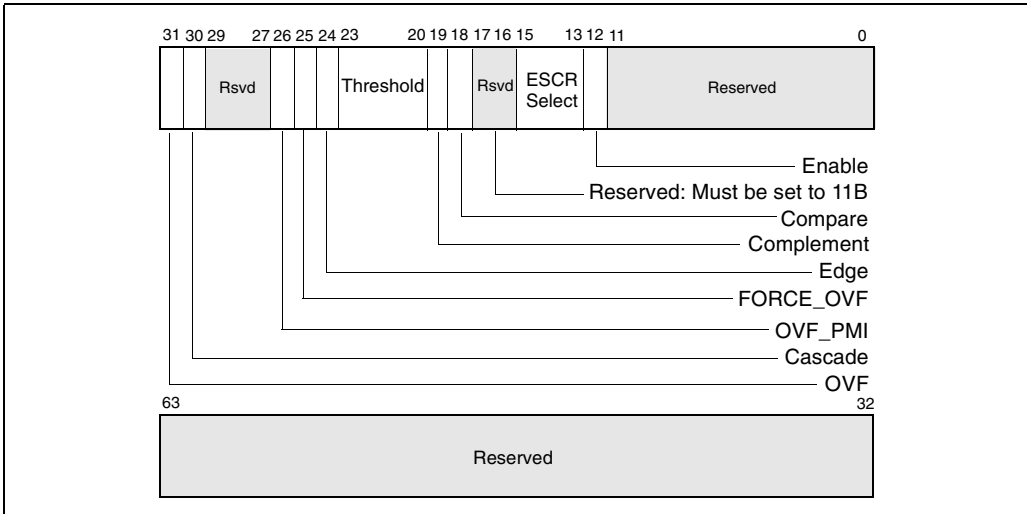 31 30 29 27 26 25 24 23 20 19 18 17 16 15 13 12 11 0
Rsvd Threshold Rsvd ESCR Select Reserved
Enable
Reserved: Must be set to 11B
Compare
Complement
Edge
FORCE_OVF
OVF_PMI
Cascade
OVF
63 32
Reserved